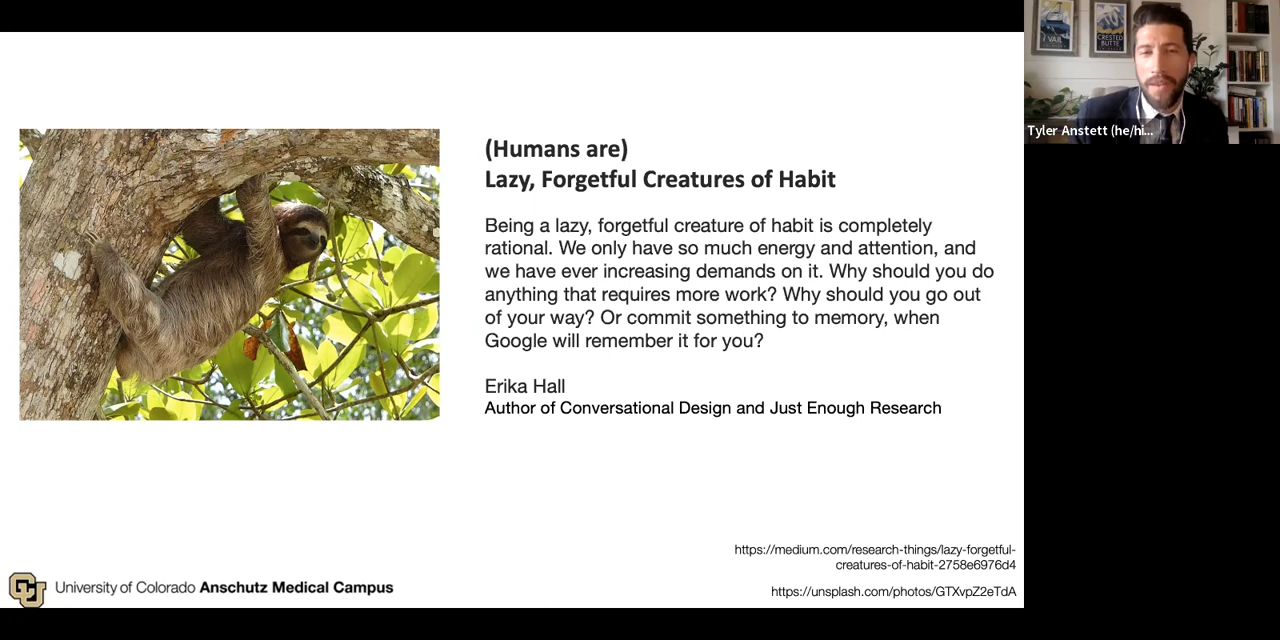 (Humans are)
Lazy, Forgetful Creatures of Habit
Being a lazy, forgetful creature of habit is completely
rational. We only have so much energy and attention, and
we have ever increasing demands on it. Why should you do
anything that requires more work? Why should you go out
of your way? Or commit something to memory, when
Google will remember it for you?
Erika Hall
Author of Conversational Design and Just Enough Research
https://medium.com/research-things/lazy-forgetful-
creatures-of-habit-2758e6976d4
https://unsplash.com/photos/GTXvpZ2eTdA
CU University of Colorado Anschutz Medical Campus
VAIL
CRESTED
BUTTE
Tyler Anstett (he/hi...